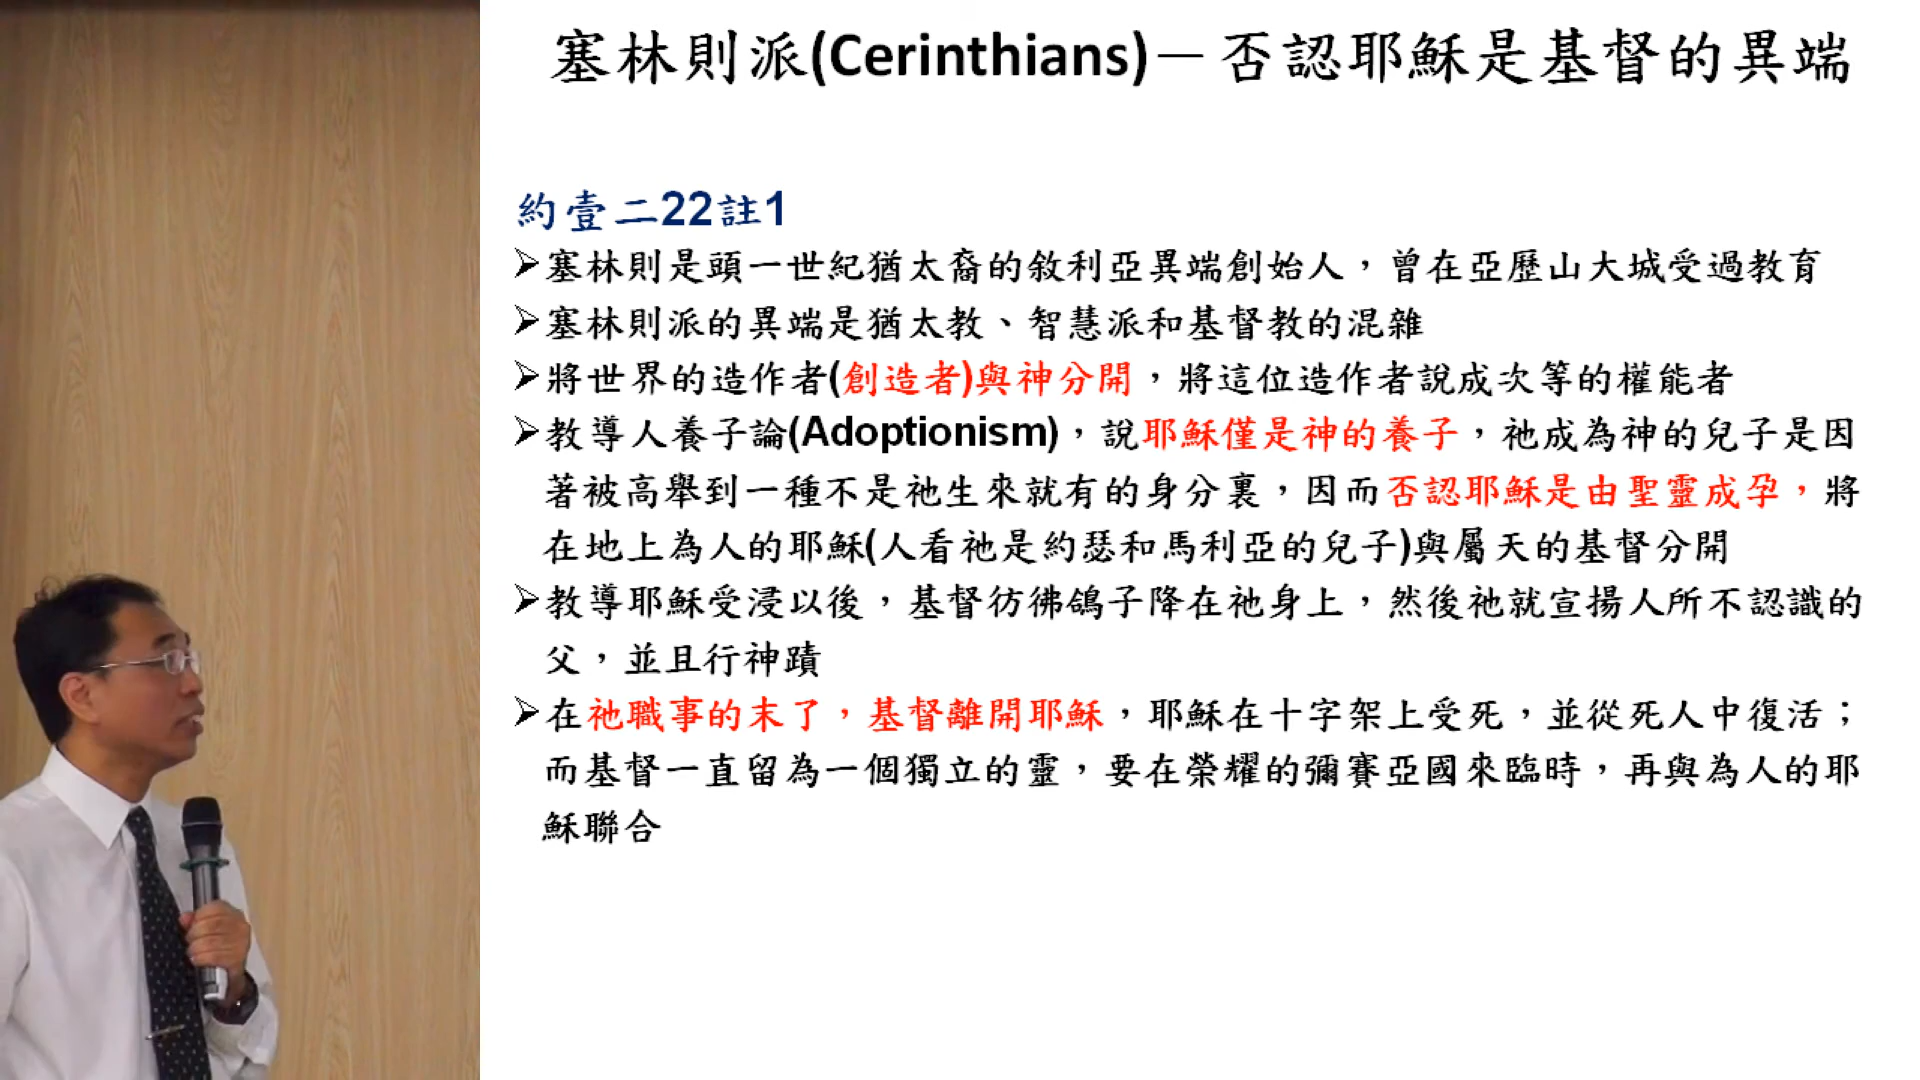 塞林則派(Cerinthians)－否認耶穌是基督的異端
約壹二22註1
➢塞林則是頭一世紀猶太裔的敘利亞異端創始人，曾在亞歷山大城受過教育
➢塞林則派的異端是猶太教、智慧派和基督教的混雜
➢將世界的造作者(創造者)與神分開，將這位造作者說成次等的權能者
➢教導人養子論(Adoptionism)，說耶穌僅是神的養子，祂成為神的兒子是因
著被高舉到一種不是祂生來就有的身分裏，因而否認耶穌是由聖靈成孕，將
在地上為人的耶穌(人看祂是約瑟和馬利亞的兒子)與屬天的基督分開
➢教導耶穌受浸以後，基督彷彿鴿子降在祂身上，然後祂就宣揚人所不認識的
父，並且行神蹟
➢在祂職事的末了，基督離開耶穌，耶穌在十字架上受死，並從死人中復活；
而基督一直留為一個獨立的靈，要在榮耀的彌賽亞國來臨時，再與為人的耶
穌聯合